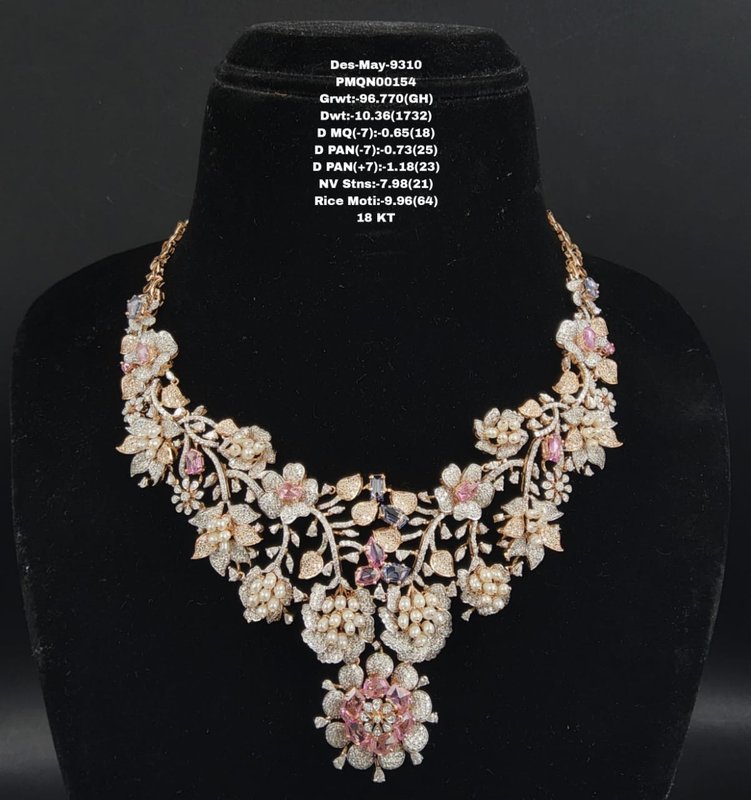 Des-May-9310
PMQN00154
Grwt:-96.770(GH)
Dwt:-10.36(1732)
D MQ(-7):-0.65(18)
D PAN(-7):-0.73(25)
D PAN(+7):-1.18(23)
NV Stns:-7.98(21)
Rice Moti:-9.96(64)
18 KT